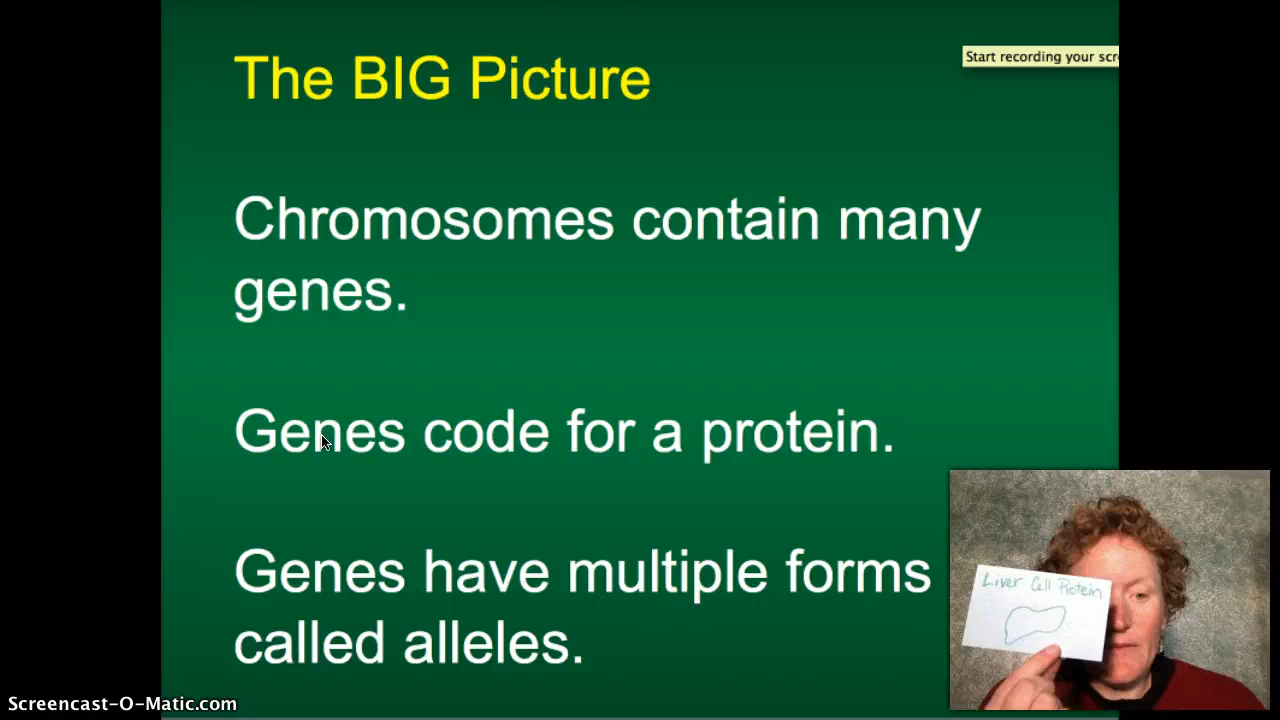 The BIG Picture
Start recording your scr
Chromosomes contain many
genes.
Genes code for a protein.
Genes have multiple forms
called alleles.
Liver Cell Protein
Screencast-O-Matic.com